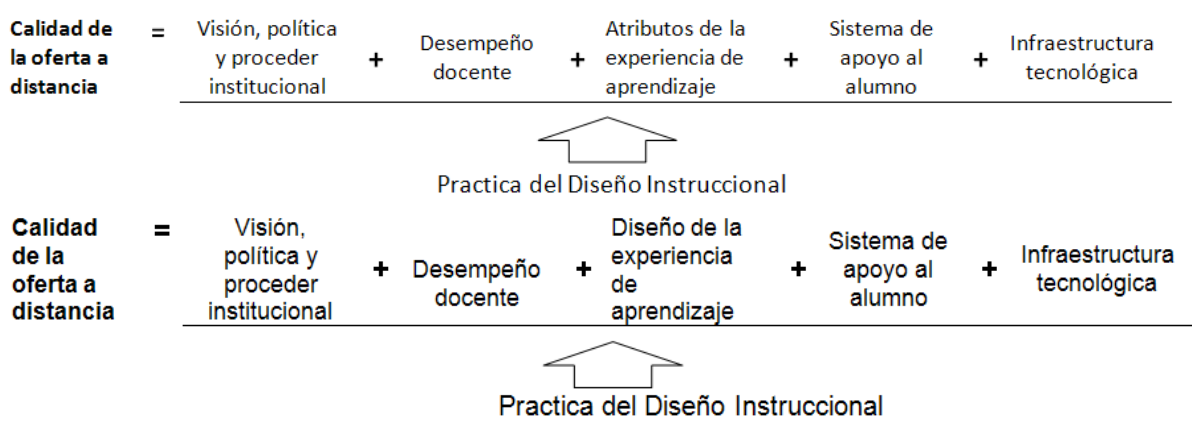 Calidad de
la oferta a
distancia
=
Visión, política
y proceder
institucional
+
Desempeño
docente
+
Atributos de la
experiencia de
aprendizaje
+
Sistema de
apoyo al
alumno
+
Infraestructura
tecnológica
Practica del Diseño Instruccional
Calidad
de la
oferta a
distancia
=
Visión,
política y
proceder
institucional
+
Desempeño
docente
+
Diseño de la
experiencia
de
aprendizaje
+
Sistema de
apoyo al
alumno
+
Infraestructura
tecnológica
Practica del Diseño Instruccional